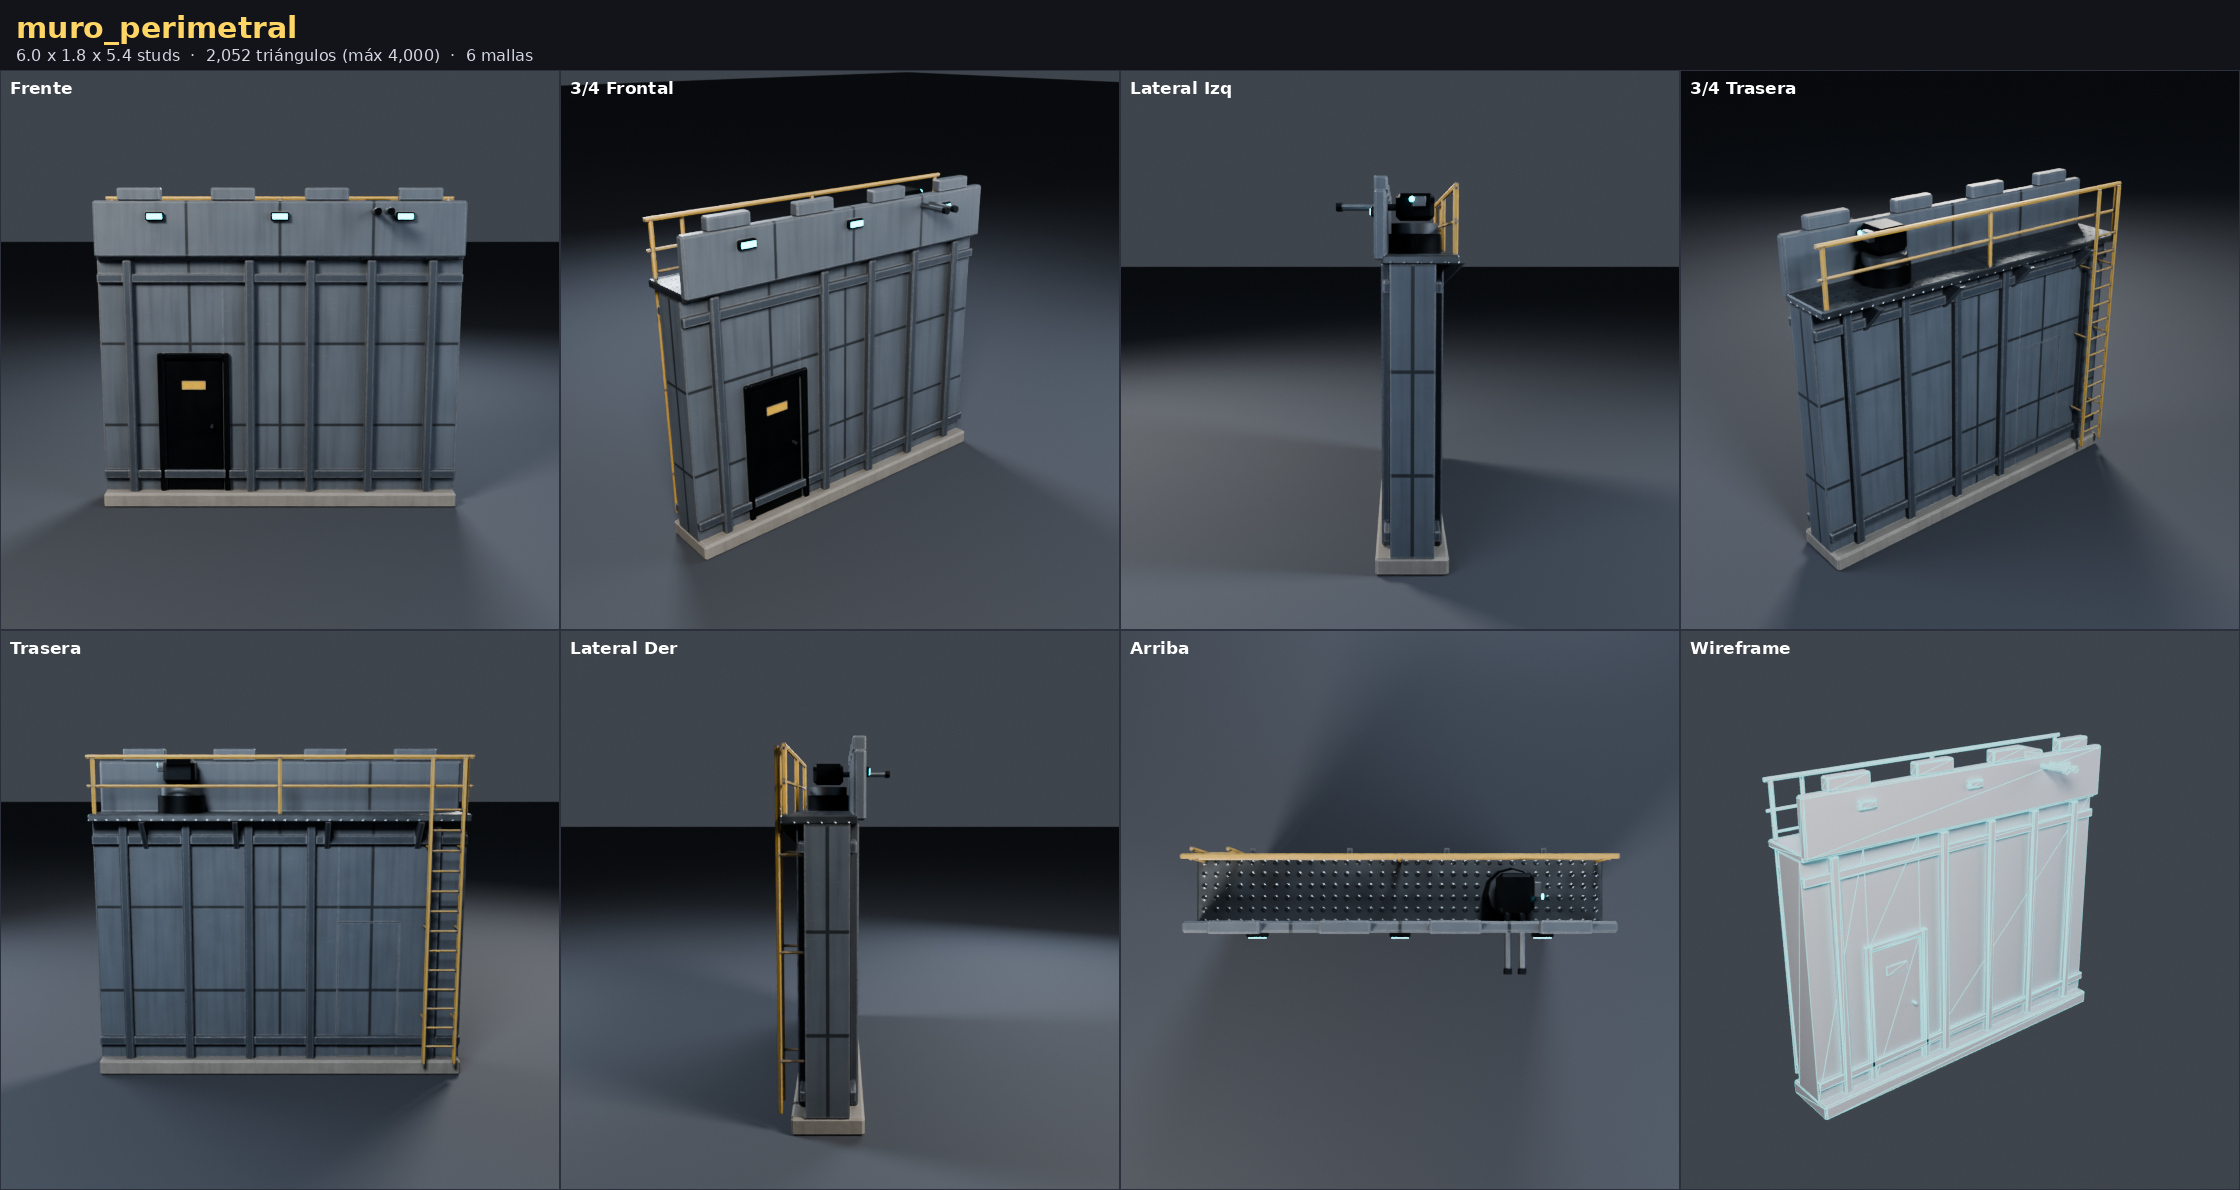 muro_perimetral
6.0 x 1.8 x 5.4 studs · 2,052 triángulos (máx 4,000) · 6 mallas
Frente
3/4 Frontal
Lateral Izq
3/4 Trasera
Trasera
Lateral Der
Arriba
Wireframe